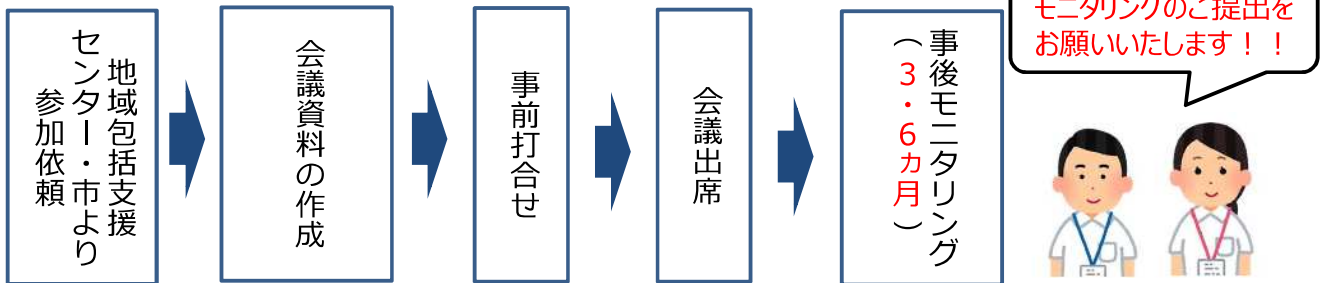 地域包括支援
センター・市より
参加依頼
会議資料の作成
事前打合せ
会議出席
事後モニタリング
（３・６カ月）
モニタリングのご提出を
お願いいたします！！